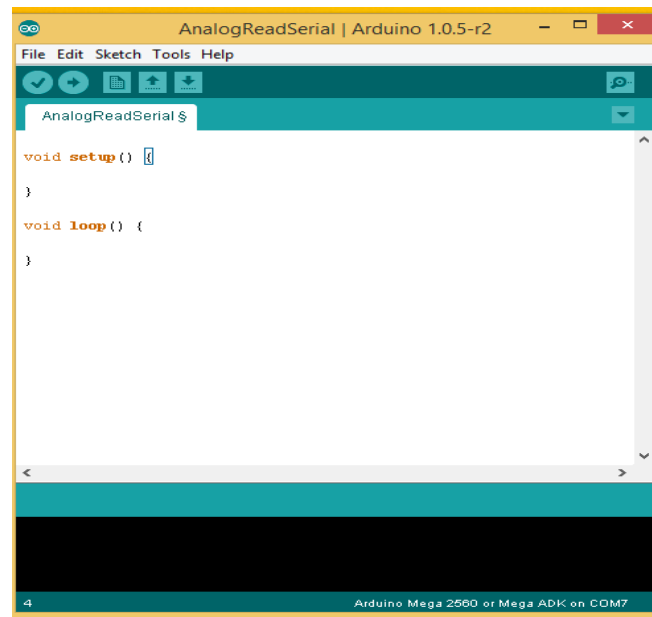 AnalogReadSerial | Arduino 1.0.5-r2
File Edit Sketch Tools Help
AnalogReadSerial §
void setup() {
}
void loop() {
}
4
Arduino Mega 2560 or Mega ADK on COM7